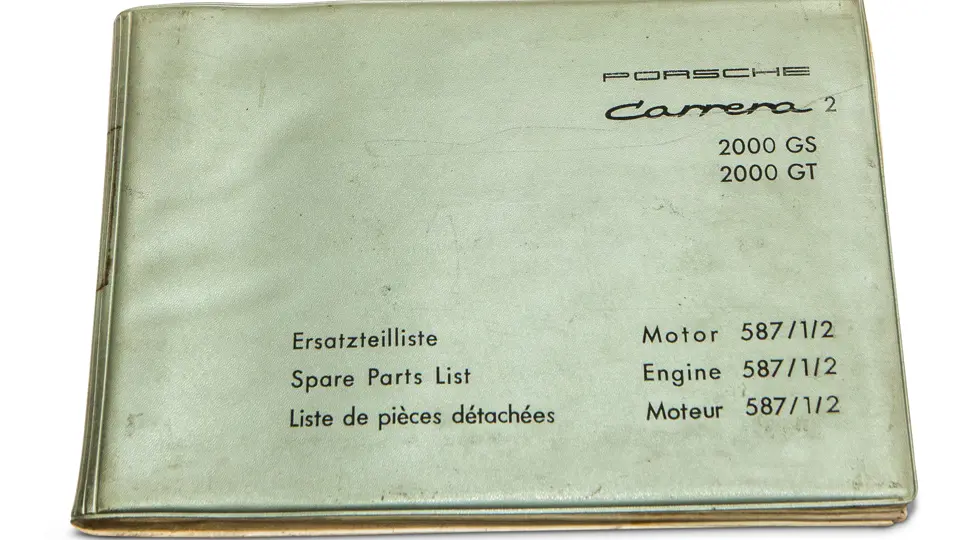 PORSCHE
Carrera 2
2000 GS
2000 GT
Ersatzteilliste Motor 587/1/2
Spare Parts List Engine 587/1/2
Liste de pièces détachées Moteur 587/1/2